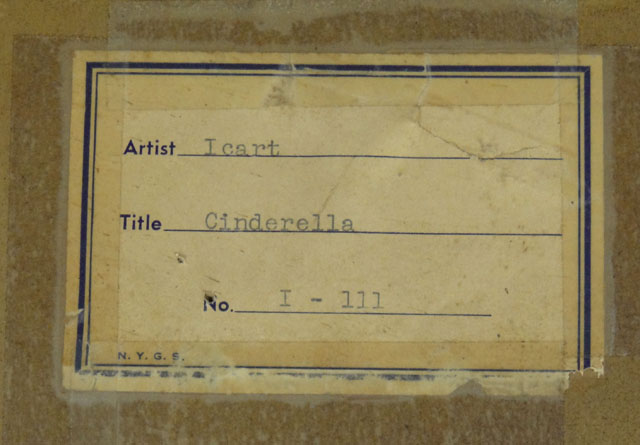 Artist Icart
Title Cinderella
No. I - 111
N. Y. G. S.